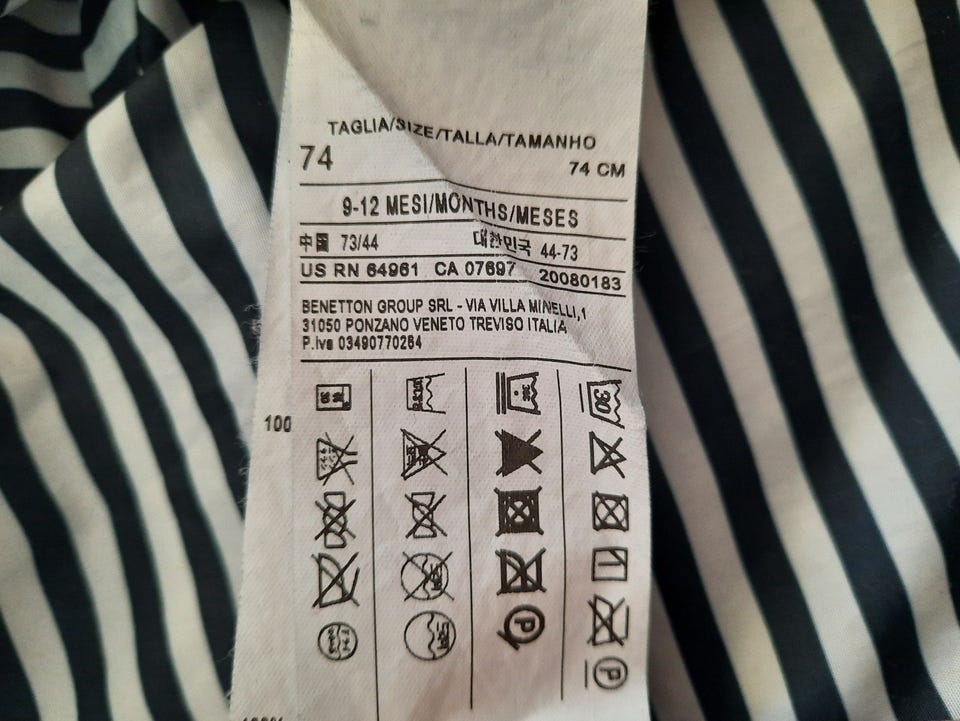 TAGLIA/SIZE/TALLA/TAMANHO
74 74 CM
9-12 MESI/MONTHS/MESES
中国 73/44 대한민국 44-73
US RN 64961 CA 07697 20080183
BENETTON GROUP SRL - VIA VILLA MINELLI,1
31050 PONZANO VENETO TREVISO ITALIA
P.iva 03490770264
100
30
P
P